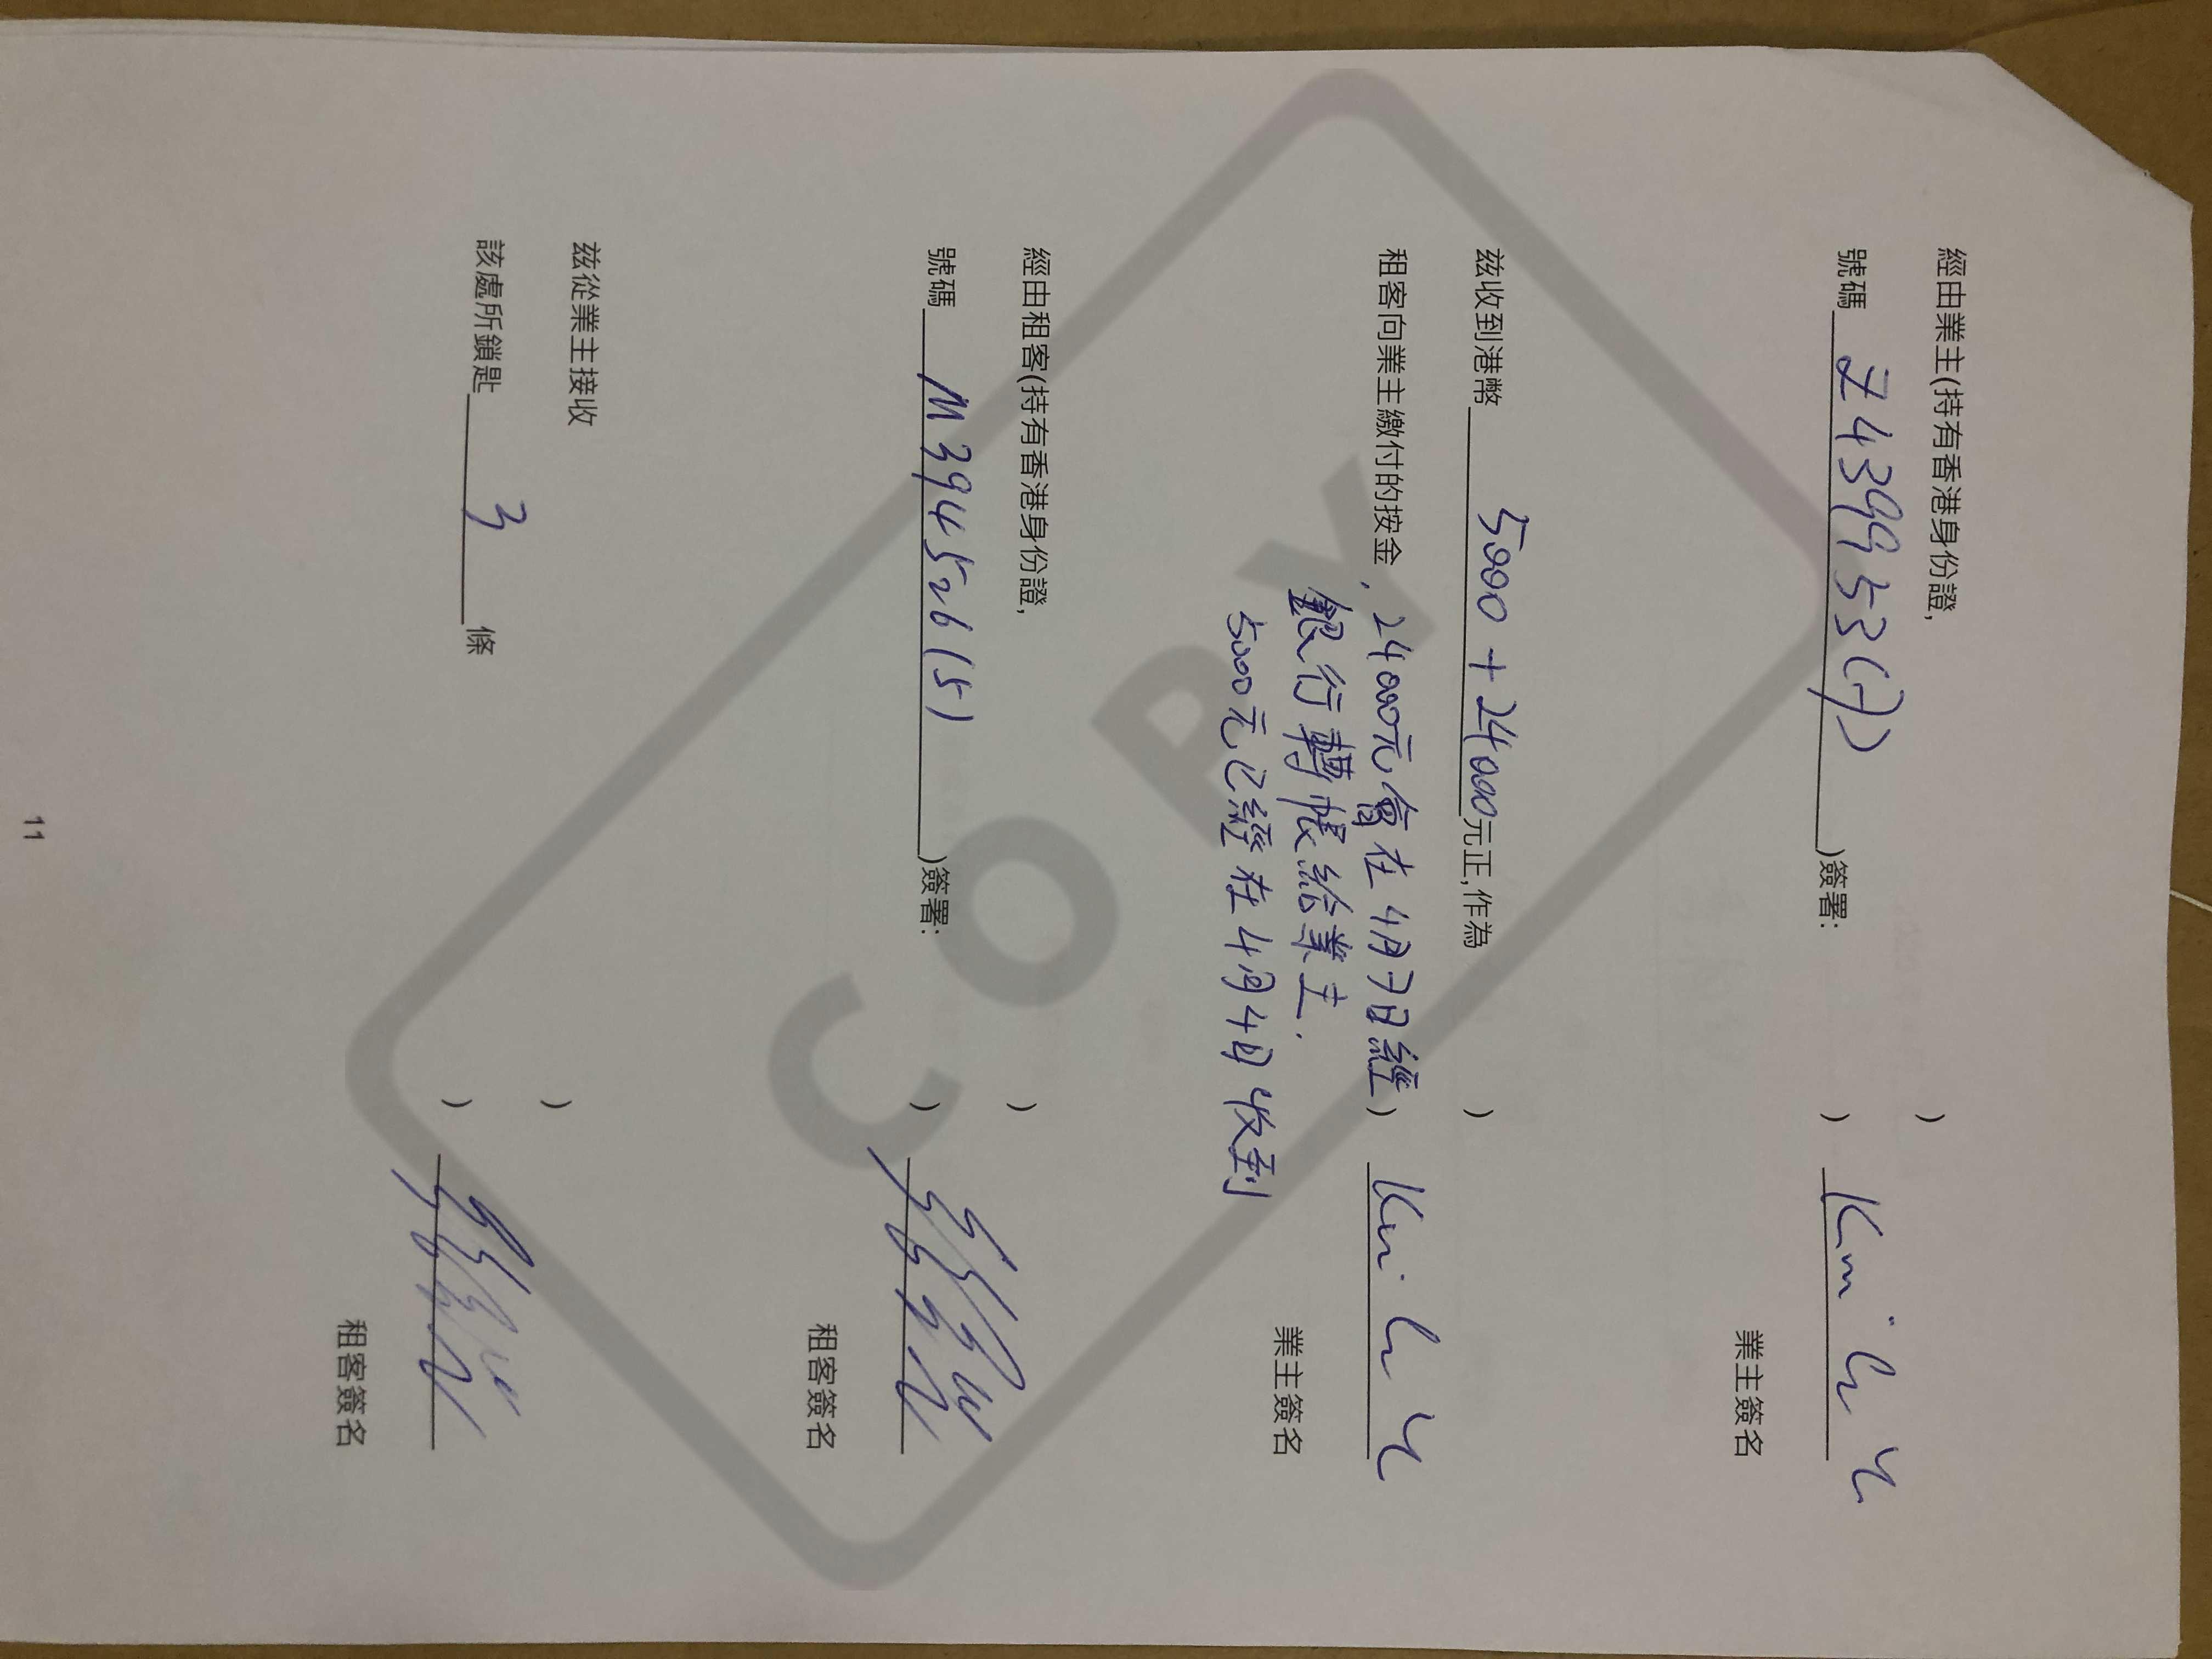 經由業主(持有香港身份證, )
號碼 Z439953(7) )簽署: )
業主簽名
玆收到港幣 5000 + 24000 元正,作為 )
租客向業主繳付的按金, 24000元會在4月7日經 )
銀行轉帳給業主.
業主簽名
5000元已經在4月4日收到
經由租客(持有香港身份證, )
號碼 M394526(5) )簽署: )
租客簽名
玆從業主接收 )
該處所鎖匙 3 條 )
租客簽名
11
COPY